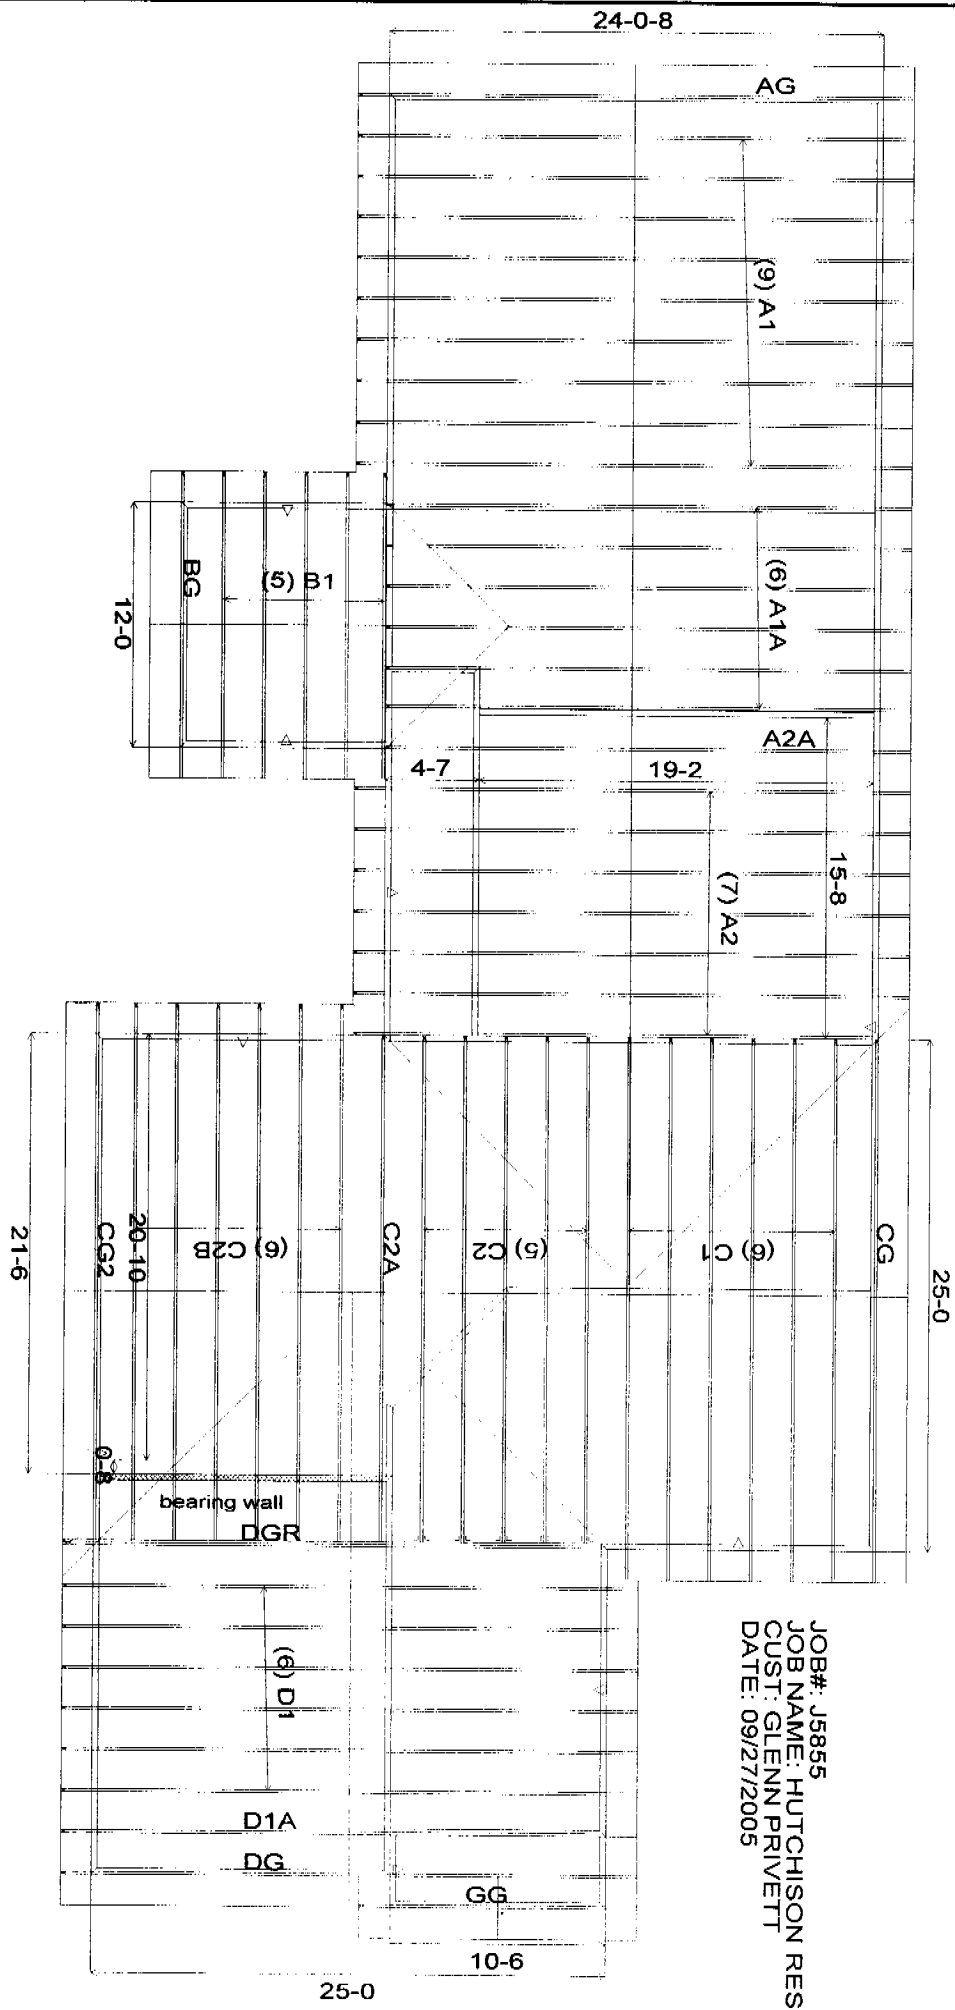 24-0-8
AG
(9) A1
(6) A1A
BG
(5) B1
12-0
A2A
4-7
19-2
15-8
(7) A2
CG2
20-10
(6) C2B
C2A
(5) C2
(6) C1
CG
25-0
21-6
0-8
bearing wall
DGR
(6) D1
D1A
DG
GG
10-6
25-0
JOB#: J5855
JOB NAME: HUTCHISON RES
CUST: GLENN PRIVETT
DATE: 09/27/2005